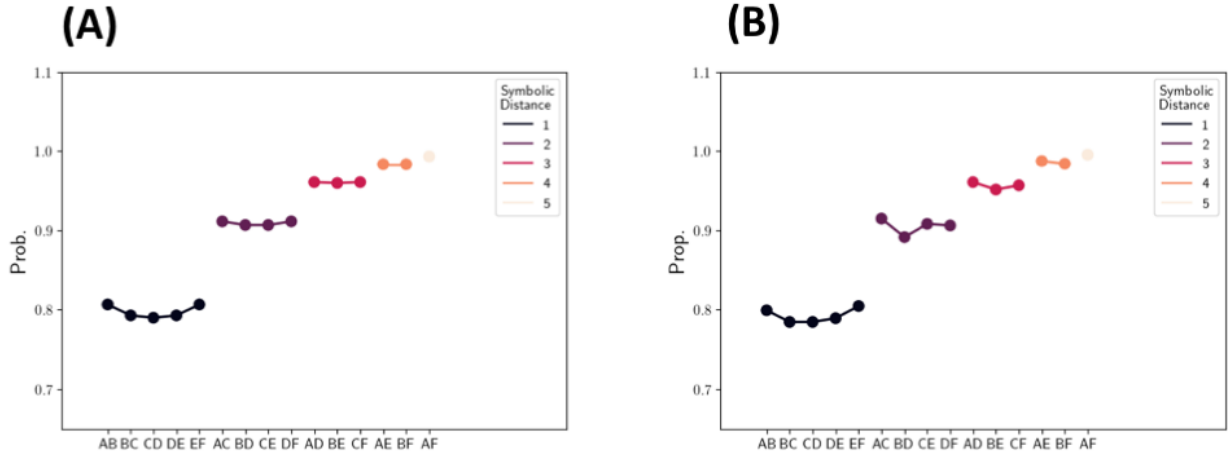 (A)
1.1
1.0
0.9
0.8
0.7
Prob.
AB BC CD DE EF AC BD CE DF AD BE CF AE BF AF
Symbolic
Distance
1
2
3
4
5
(B)
1.1
1.0
0.9
0.8
0.7
Prop.
AB BC CD DE EF AC BD CE DF AD BE CF AE BF AF
Symbolic
Distance
1
2
3
4
5